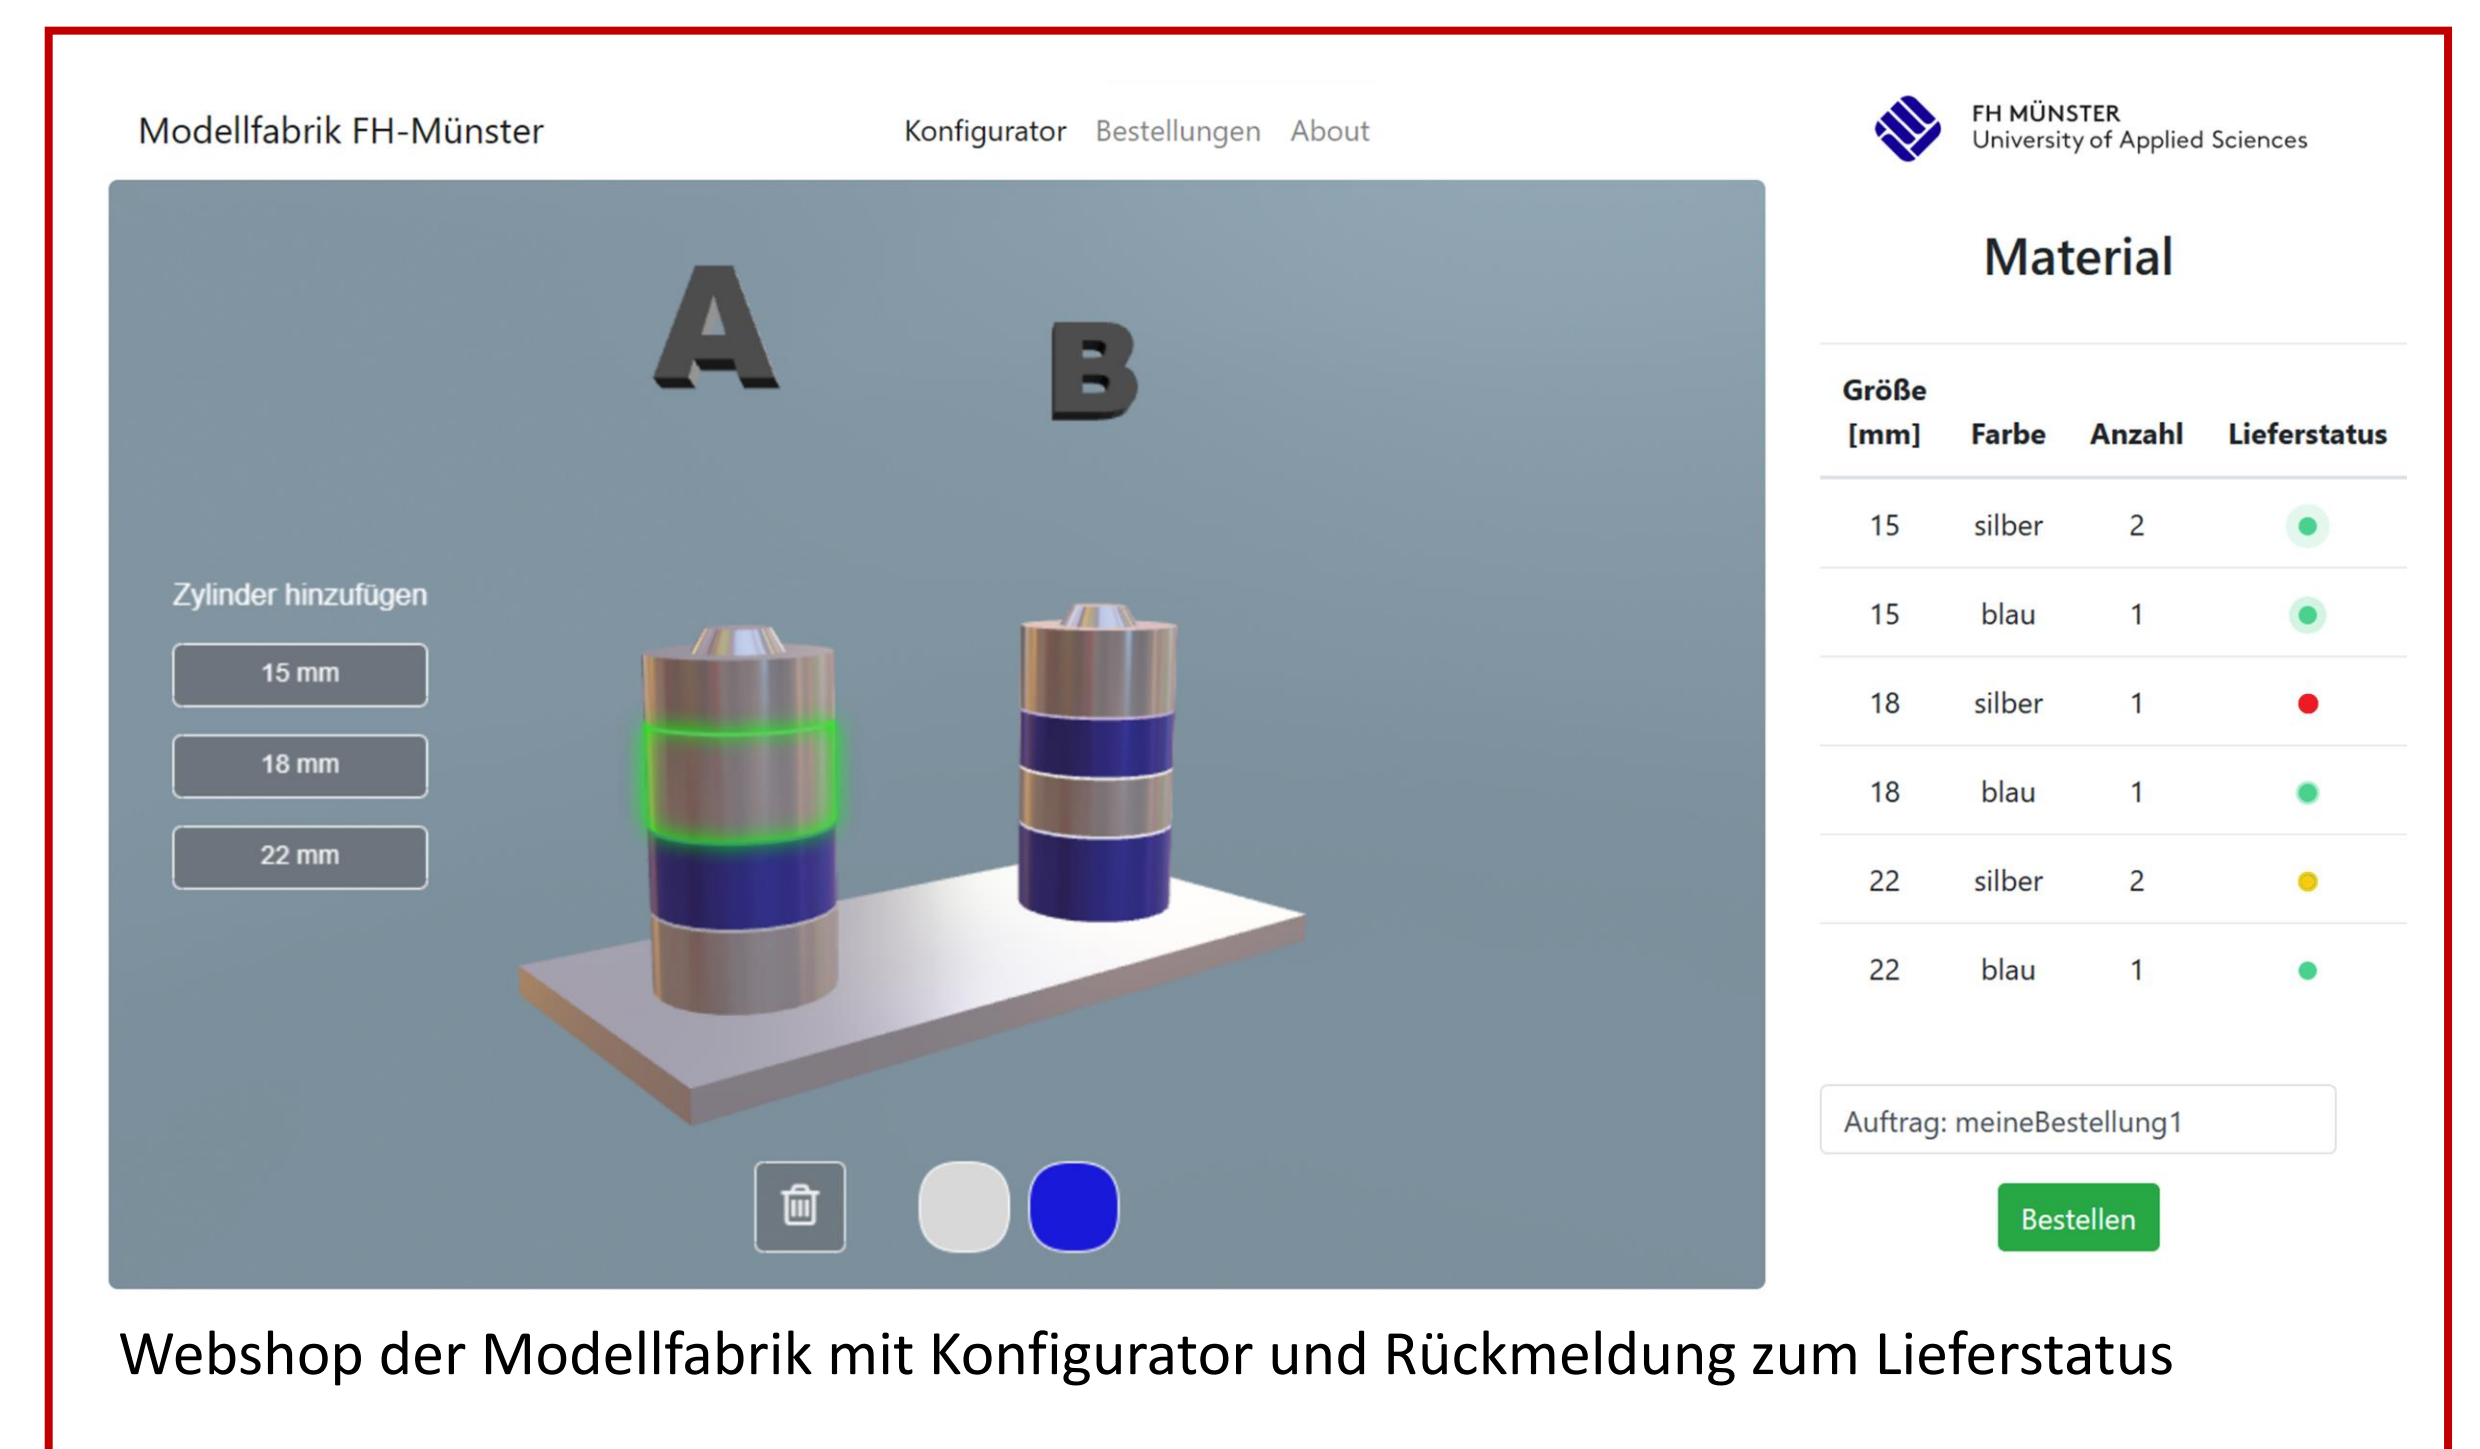 Modellfabrik FH-Münster
Konfigurator Bestellungen About
FH MÜNSTER
University of Applied Sciences
A
B
Zylinder hinzufügen
15 mm
18 mm
22 mm
Material
Größe
[mm] Farbe Anzahl Lieferstatus
15 silber 2
15 blau 1
18 silber 1
18 blau 1
22 silber 2
22 blau 1
Auftrag: meineBestellung1
Bestellen
Webshop der Modellfabrik mit Konfigurator und Rückmeldung zum Lieferstatus